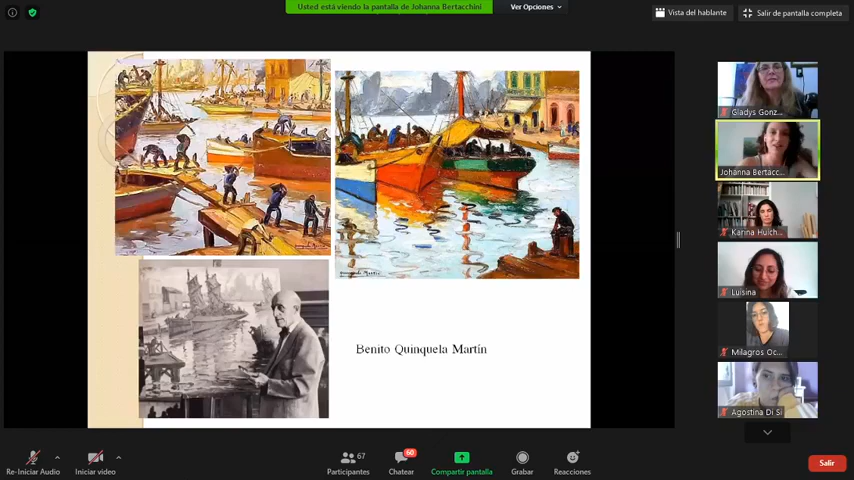 Usted está viendo la pantalla de Johanna Bertacchini
Ver Opciones
Vista del hablante
Salir de pantalla completa
Gladys Gonz...
Johanna Bertacc...
Karina Hulch...
Luisina
Milagros Oc...
Agostina Di Si
Benito Quinquela Martín
Re-Iniciar Audio
Iniciar video
67
Participantes
60
Chatear
Compartir pantalla
Grabar
Reacciones
Salir